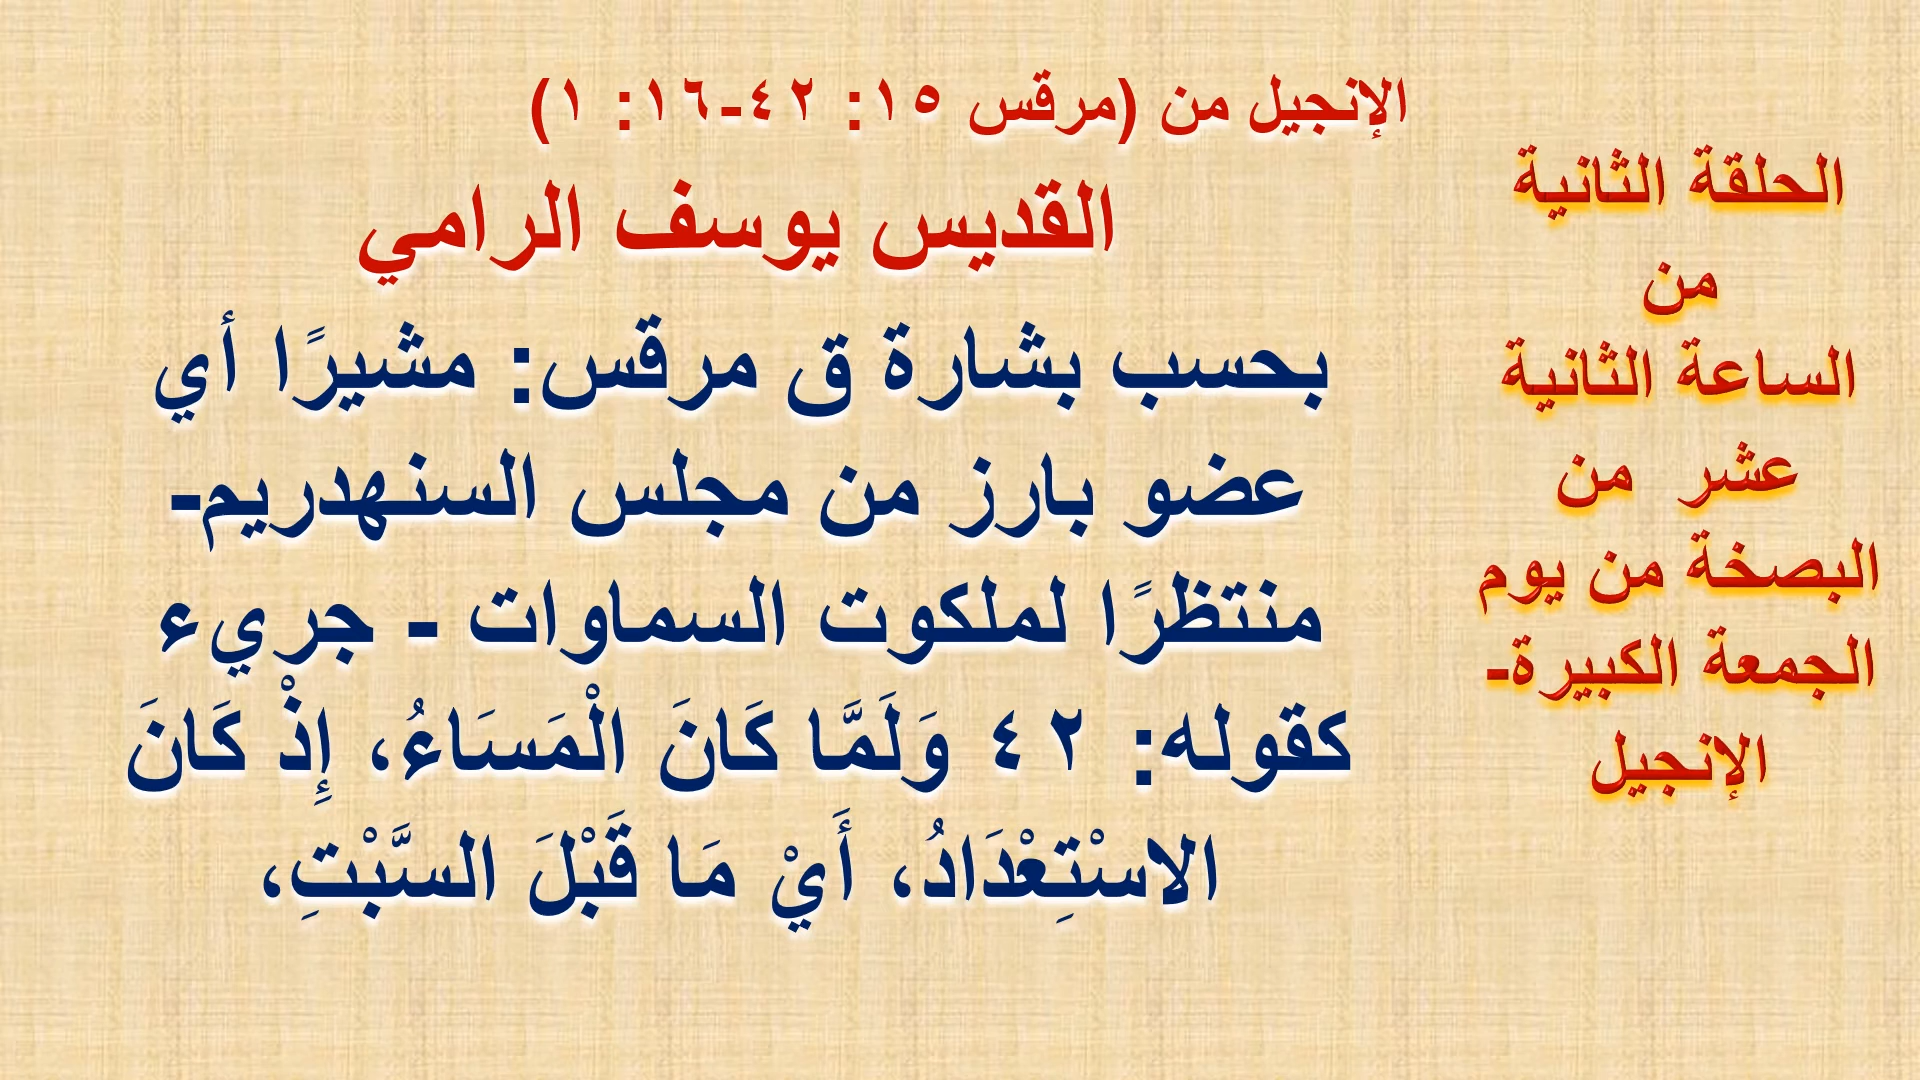 الإنجيل من (مرقس ١٥: ٤٢-١٦: ١)
القديس يوسف الرامي
بحسب بشارة ق مرقس: مشيرًا أي
عضو بارز من مجلس السنهدريم-
منتظرًا لملكوت السماوات - جريء
كقوله: ٤٢ وَلَمَّا كَانَ الْمَسَاءُ، إِذْ كَانَ
الاسْتِعْدَادُ، أَيْ مَا قَبْلَ السَّبْتِ،
الحلقة الثانية
من
الساعة الثانية
عشر من
البصخة من يوم
الجمعة الكبيرة-
الإنجيل